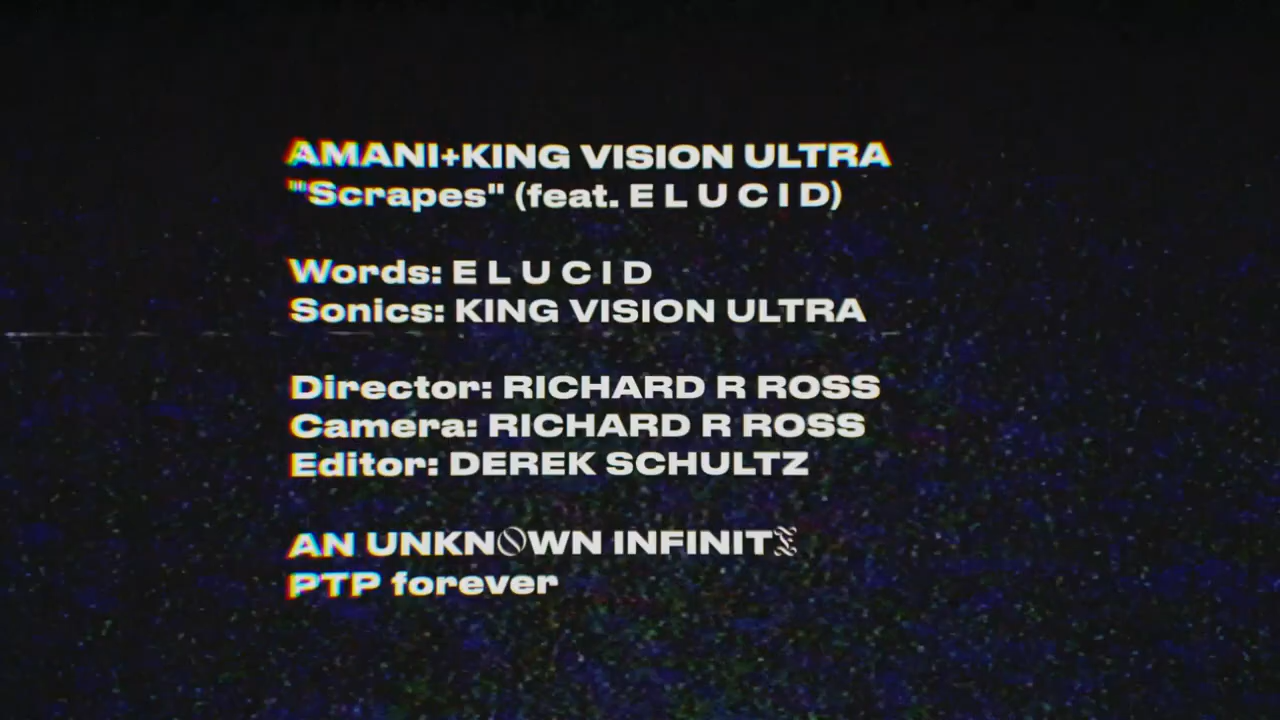 AMANI+KING VISION ULTRA
"Scrapes" (feat. E L U C I D)
Words: E L U C I D
Sonics: KING VISION ULTRA
Director: RICHARD R ROSS
Camera: RICHARD R ROSS
Editor: DEREK SCHULTZ
AN UNKNOWN INFINITE
PTP forever